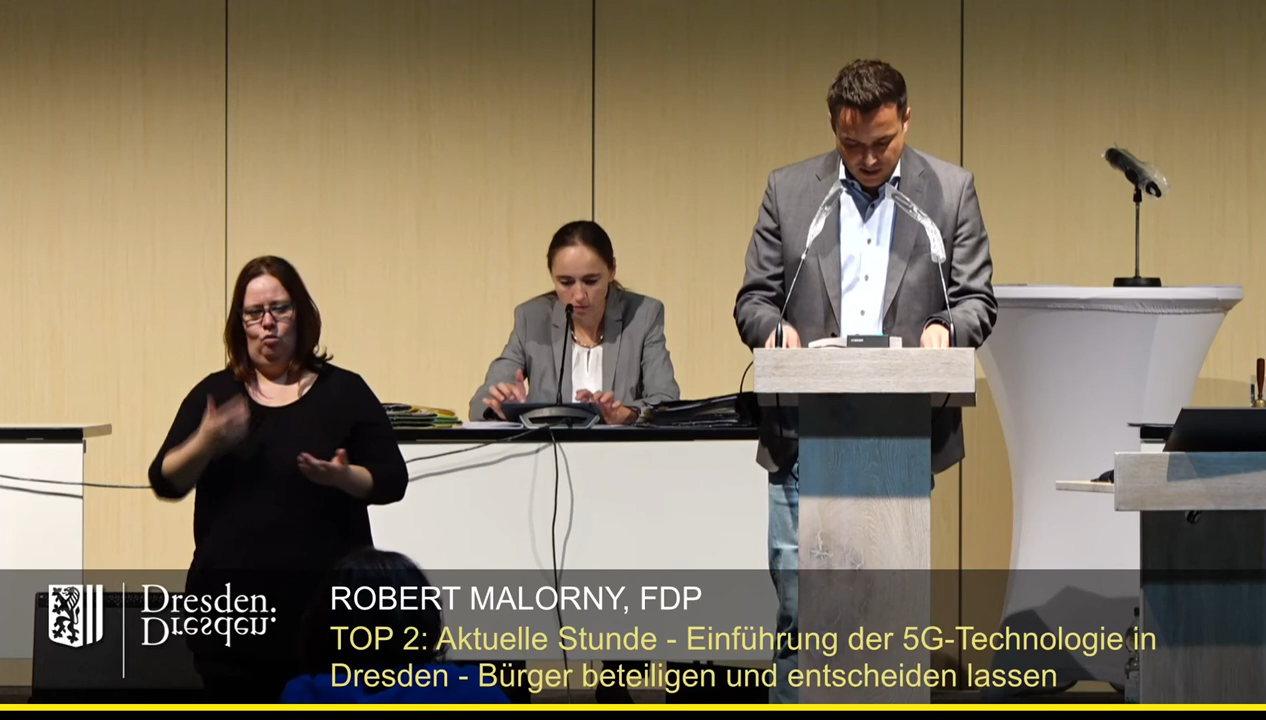 Dresden.
Dresden.
ROBERT MALORNY, FDP
TOP 2: Aktuelle Stunde - Einführung der 5G-Technologie in
Dresden - Bürger beteiligen und entscheiden lassen